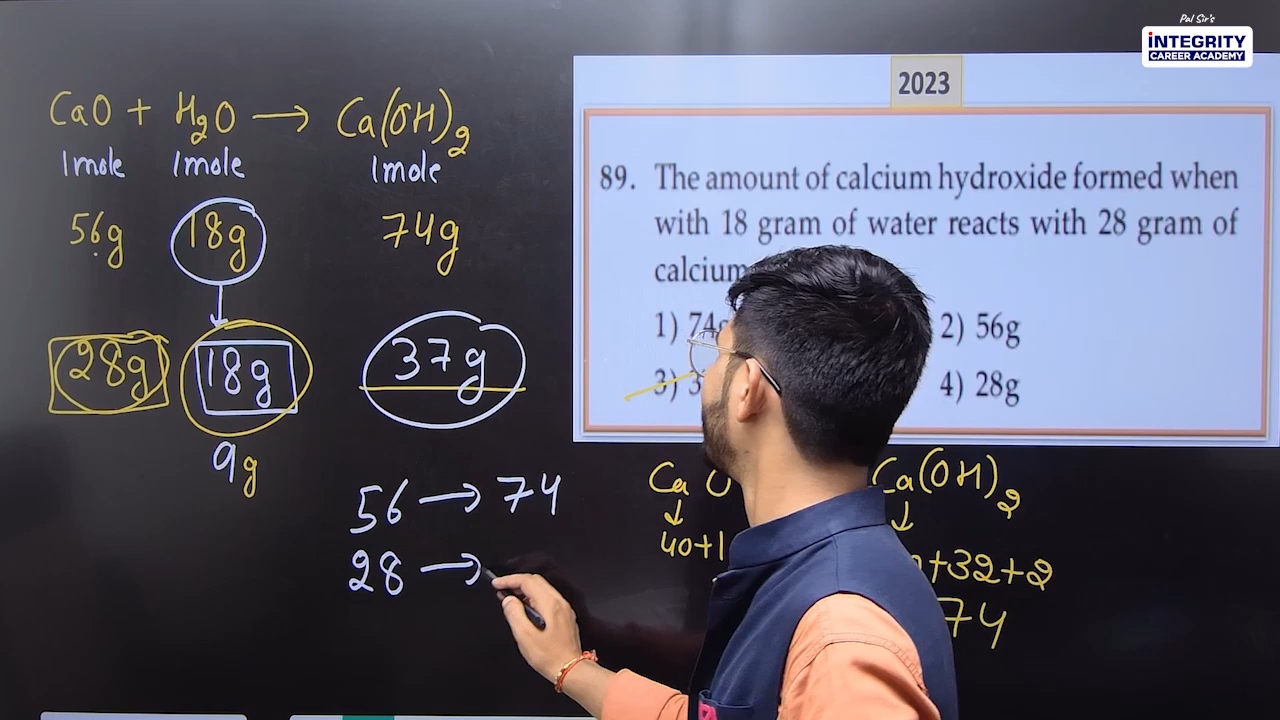 Pal Sir's
INTEGRITY
CAREER ACADEMY
CaO + H₂O → Ca(OH)₂
1mole 1mole 1mole
56g 18g 74g
28g 18g 37g
9g
56 → 74
28 →
2023
89. The amount of calcium hydroxide formed when
with 18 gram of water reacts with 28 gram of
calcium
1) 74g 2) 56g
3) 3 4) 28g
Ca O Ca(OH)₂
↓ ↓
40+1 +32+2
74